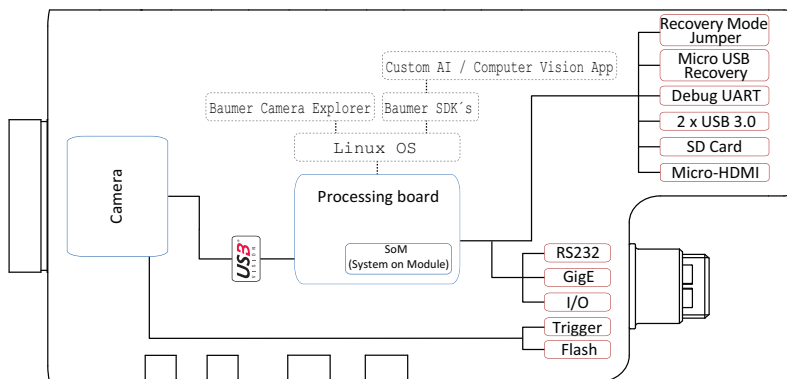 Recovery Mode
Jumper
Micro USB
Recovery
Debug UART
2 x USB 3.0
SD Card
Micro-HDMI
Custom AI / Computer Vision App
Baumer Camera Explorer
Baumer SDK´s
Linux OS
Camera
Processing board
USB3
VISION
SoM
(System on Module)
RS232
GigE
I/O
Trigger
Flash